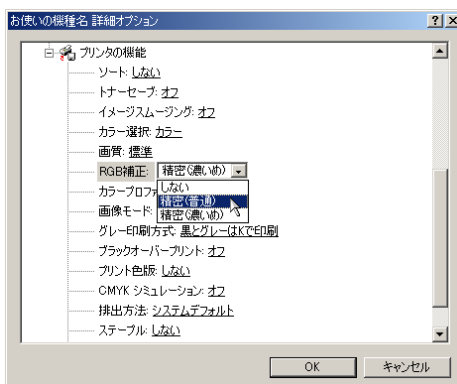 お使いの機種名 詳細オプション
プリンタの機能
ソート: しない
トナーセーブ: オフ
イメージスムージング: オフ
カラー選択: カラー
画質: 標準
RGB補正: 精密(濃いめ)
しない
カラープロファ
精密(普通)
画像モード:
精密(濃いめ)
グレー印刷方式: 黒とグレーはKで印刷
ブラックオーバープリント: オフ
プリント色版: しない
CMYK シミュレーション: オフ
排出方法: システムデフォルト
ステープル: しない
OK
キャンセル